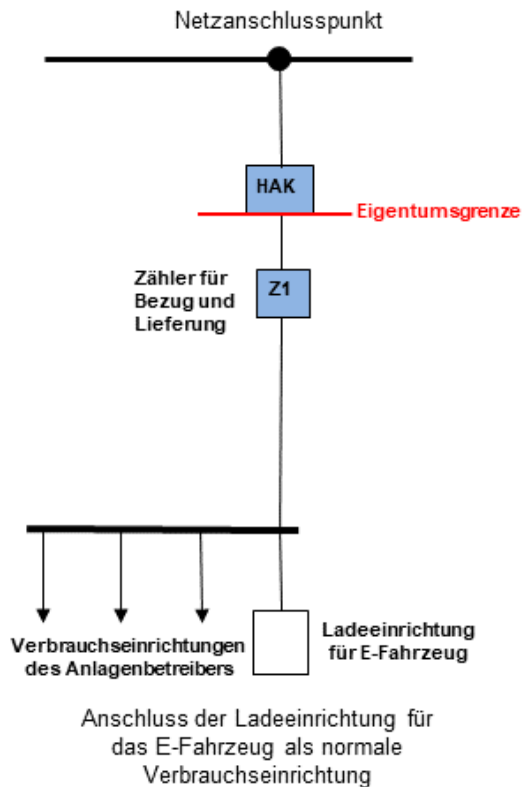 Netzanschlusspunkt
HAK
Eigentumsgrenze
Zähler für
Bezug und
Lieferung
Z1
Verbrauchseinrichtungen
des Anlagenbetreibers
Ladeeinrichtung
für E-Fahrzeug
Anschluss der Ladeeinrichtung für
das E-Fahrzeug als normale
Verbrauchseinrichtung